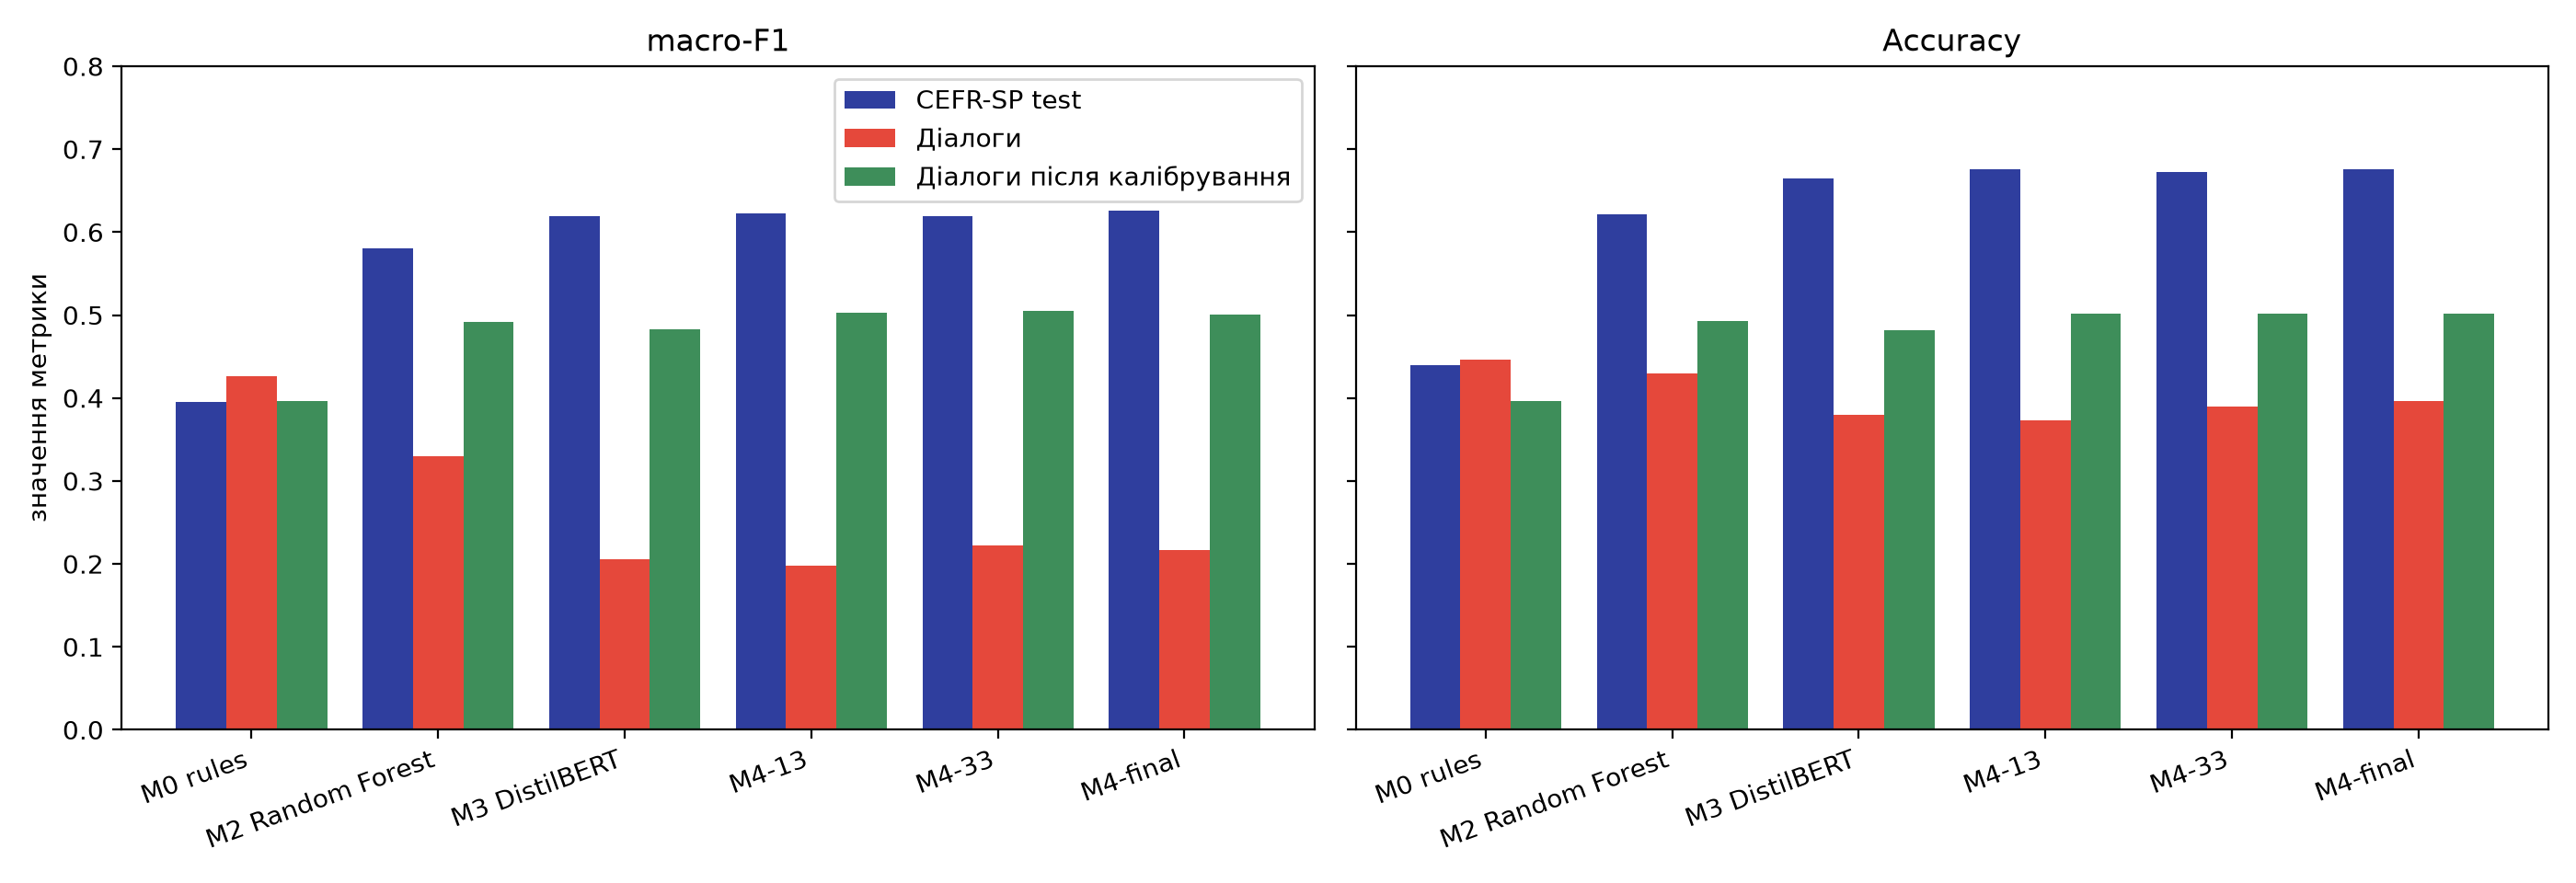 macro-F1
Accuracy
значення метрики
0.8
0.7
0.6
0.5
0.4
0.3
0.2
0.1
0.0
CEFR-SP test
Діалоги
Діалоги після калібрування
M0 rules
M2 Random Forest
M3 DistilBERT
M4-13
M4-33
M4-final
M0 rules
M2 Random Forest
M3 DistilBERT
M4-13
M4-33
M4-final